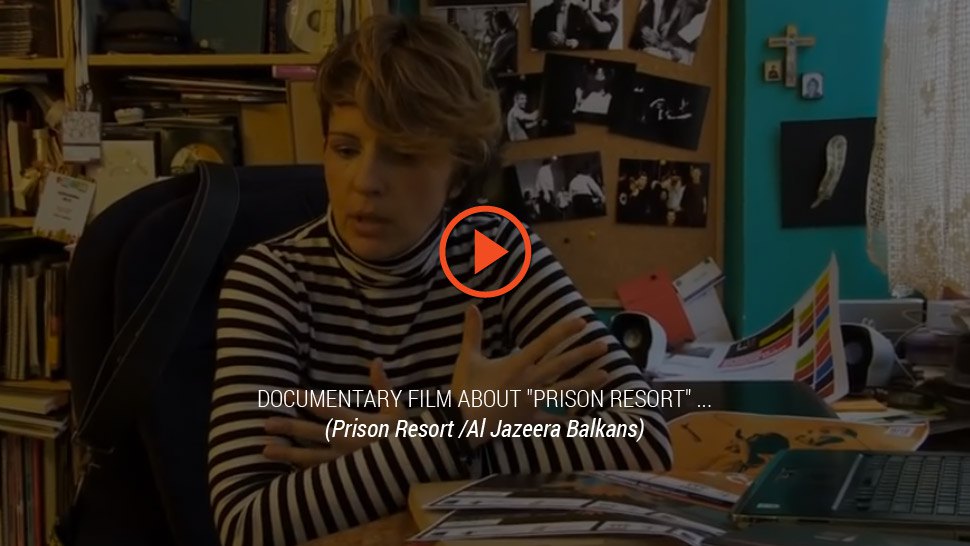 DOCUMENTARY FILM ABOUT "PRISON RESORT" ...
(Prison Resort /Al Jazeera Balkans)